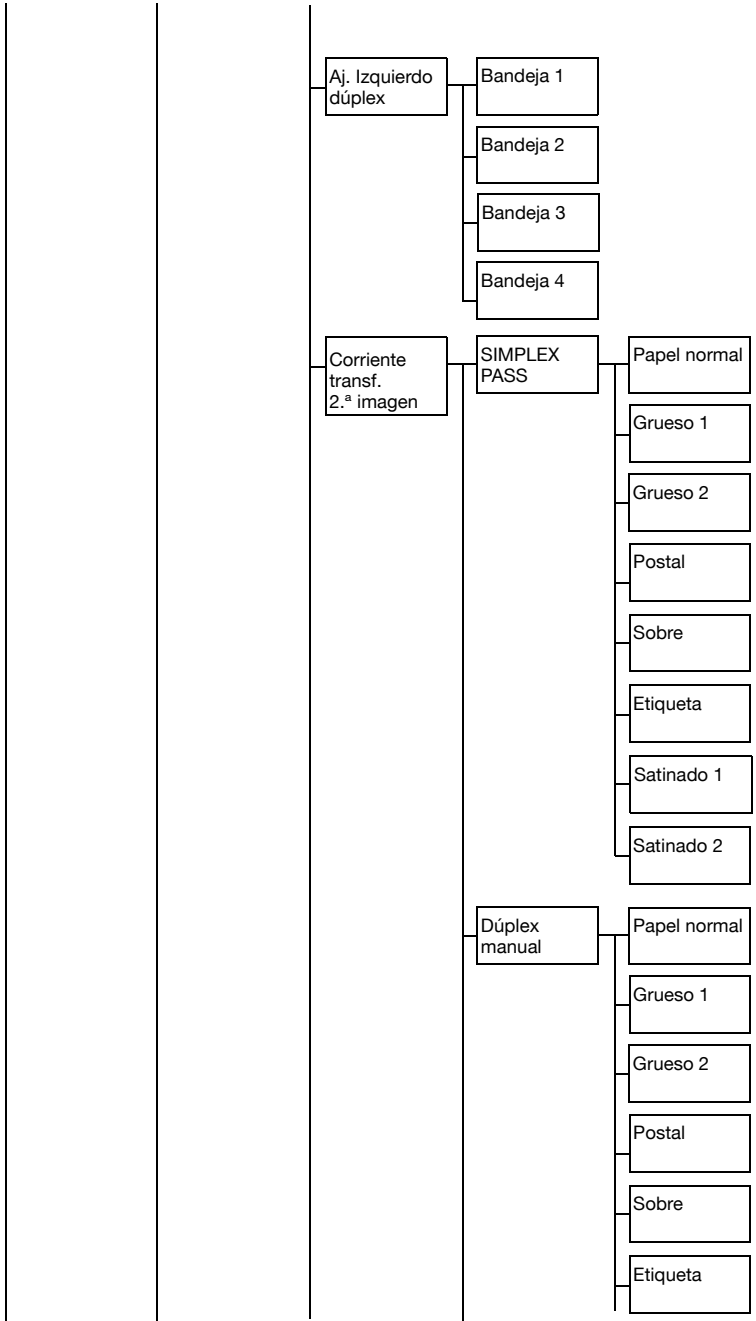 Aj. Izquierdo
dúplex
Bandeja 1
Bandeja 2
Bandeja 3
Bandeja 4
Corriente
transf.
2.ª imagen
SIMPLEX
PASS
Papel normal
Grueso 1
Grueso 2
Postal
Sobre
Etiqueta
Satinado 1
Satinado 2
Dúplex
manual
Papel normal
Grueso 1
Grueso 2
Postal
Sobre
Etiqueta